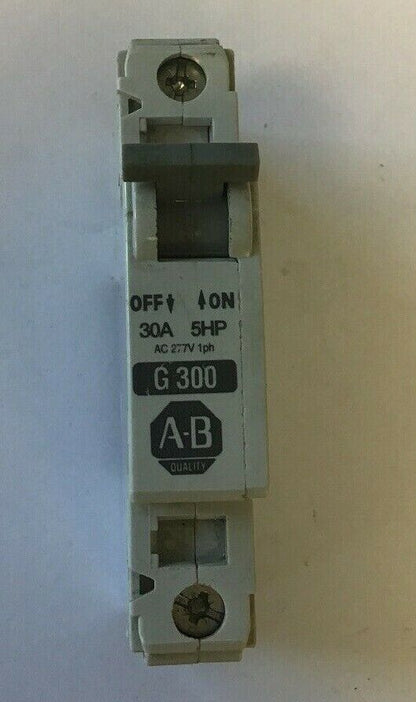 OFF ON
30A 5HP
AC 277V 1ph
G 300
A-B
QUALITY